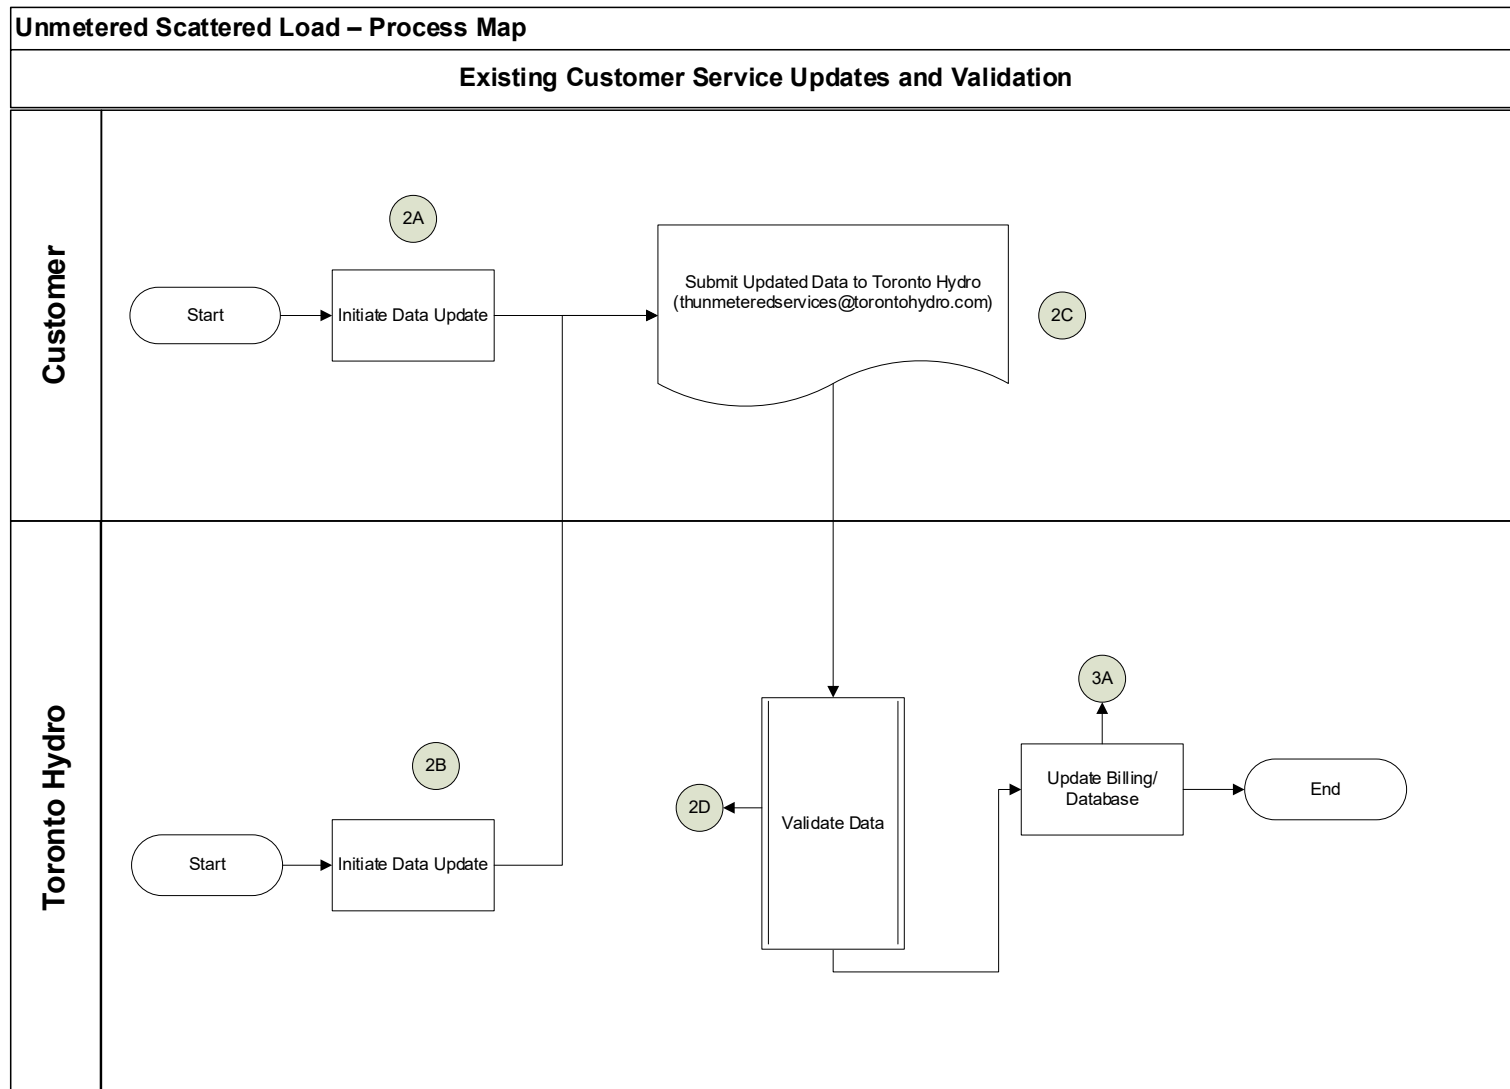 Unmetered Scattered Load – Process Map
Existing Customer Service Updates and Validation
Customer
2A
Start
Initiate Data Update
Submit Updated Data to Toronto Hydro
(thunmeteredservices@torontohydro.com)
2C
Toronto Hydro
2B
Start
Initiate Data Update
2D
Validate Data
3A
Update Billing/
Database
End